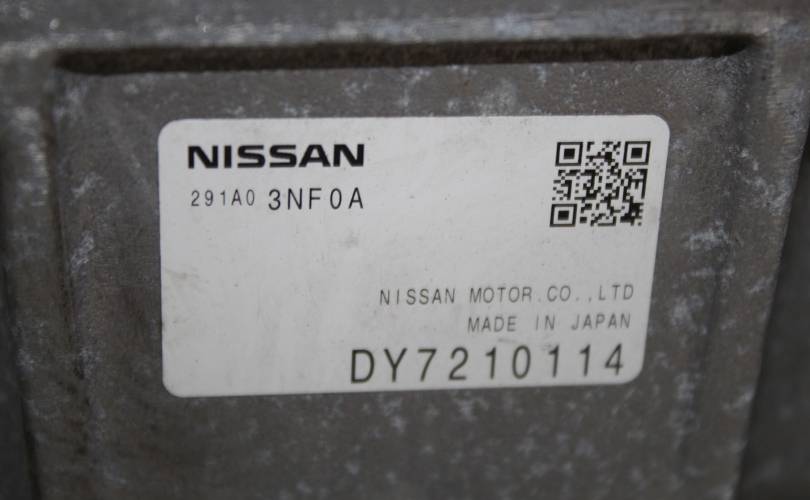 NISSAN
291A0 3NF0A
NISSAN MOTOR.CO.,LTD
MADE IN JAPAN
DY7210114